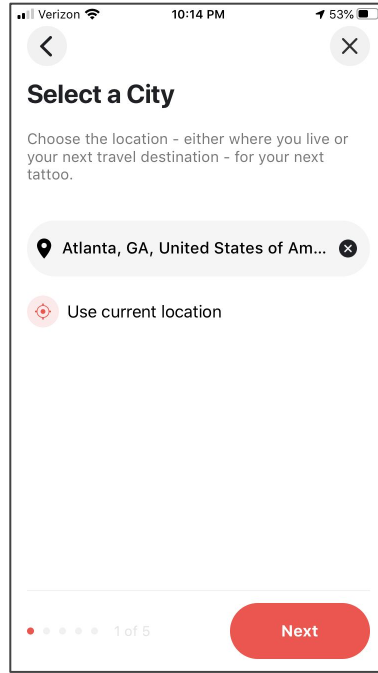 Verizon 10:14 PM 53%
Select a City
Choose the location - either where you live or
your next travel destination - for your next
tattoo.
Atlanta, GA, United States of Am...
Use current location
1 of 5 Next